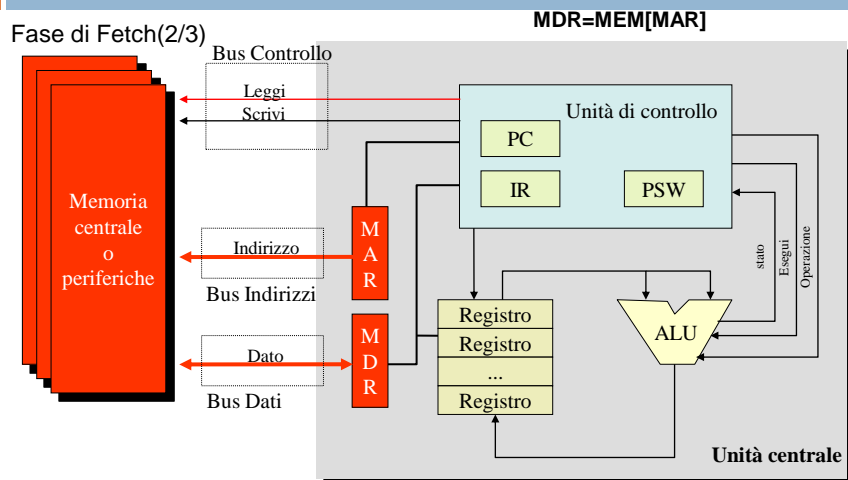 MDR=MEM[MAR]
Fase di Fetch(2/3)
Bus Controllo
Leggi
Scrivi
Unità di controllo
PC
IR
PSW
Memoria
centrale
o
periferiche
Indirizzo
Bus Indirizzi
M
A
R
Dato
Bus Dati
M
D
R
Registro
Registro
...
Registro
ALU
stato
Esegui
Operazione
Unità centrale